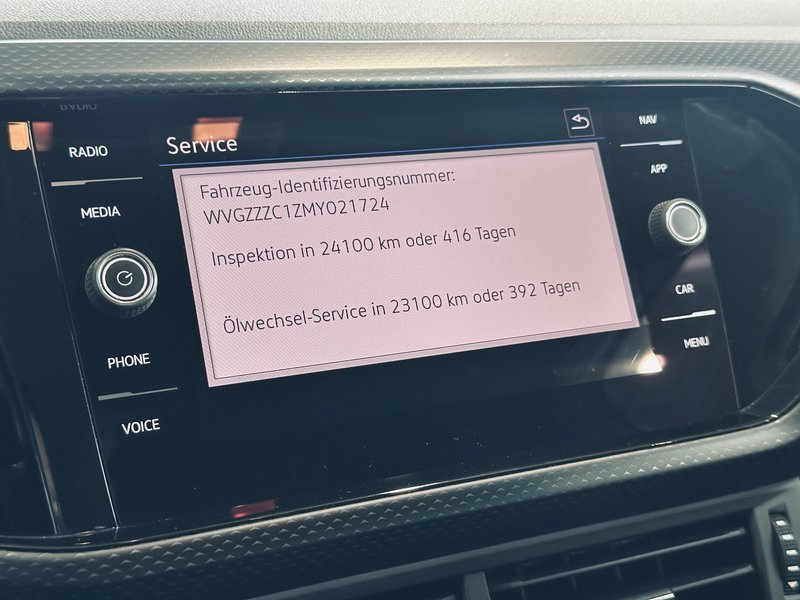 RADIO
MEDIA
PHONE
VOICE
Service
Fahrzeug-Identifizierungsnummer:
WVGZZZC1ZMY021724
Inspektion in 24100 km oder 416 Tagen
Ölwechsel-Service in 23100 km oder 392 Tagen
NAV
APP
CAR
MENU